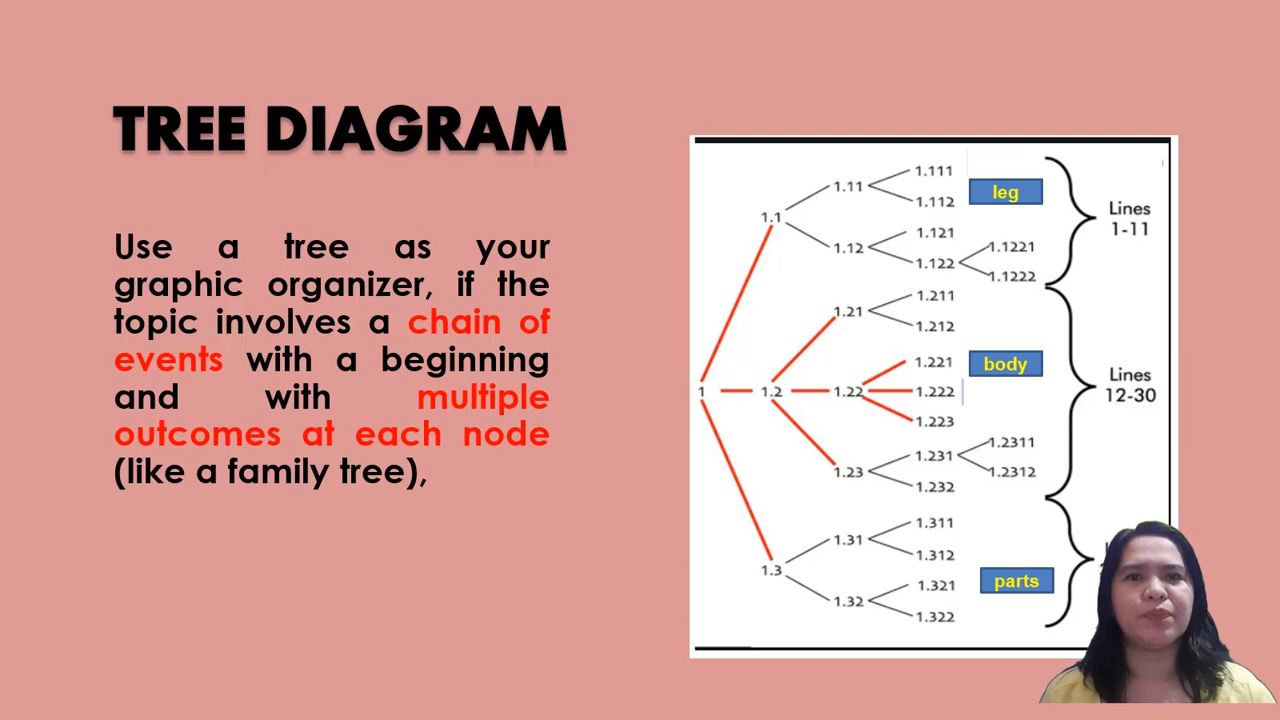 TREE DIAGRAM
Use a tree as your
graphic organizer, if the
topic involves a chain of
events with a beginning
and with multiple
outcomes at each node
(like a family tree),
1.111
1.11
leg
1.112
Lines
1-11
1.1
1.121
1.12
1.1221
1.122
1.1222
1.211
1.21
1.212
1.221
body
Lines
12-30
1
1.2
1.22
1.222
1.223
1.2311
1.231
1.23
1.2312
1.232
1.311
1.31
1.312
1.3
parts
1.321
1.32
1.322